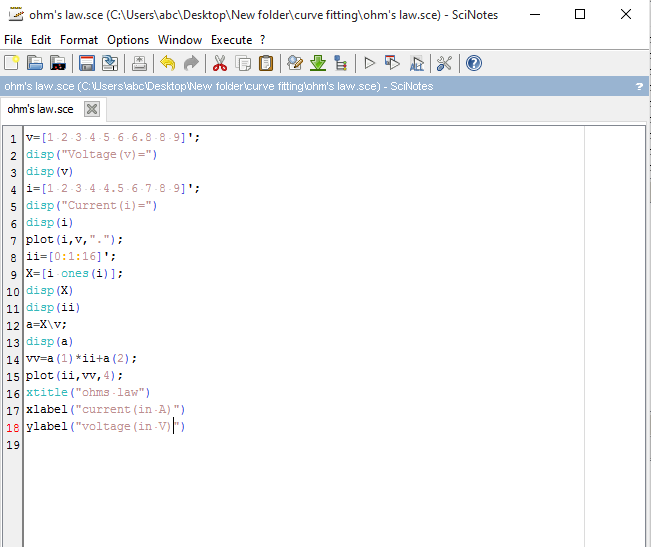 ohm's law.sce (C:\Users\abc\Desktop\New folder\curve fitting\ohm's law.sce) - SciNotes
File Edit Format Options Window Execute ?
ohm's law.sce (C:\Users\abc\Desktop\New folder\curve fitting\ohm's law.sce) - SciNotes ?
ohm's law.sce
1 v=[1 2 3 4 5 6 6.8 8 9]';
2 disp("Voltage(v)=")
3 disp(v)
4 i=[1 2 3 4 4.5 6 7 8 9]';
5 disp("Current(i)=")
6 disp(i)
7 plot(i,v,".");
8 ii=[0:1:16]';
9 X=[i ones(i)];
10 disp(X)
11 disp(ii)
12 a=X\v;
13 disp(a)
14 vv=a(1)*ii+a(2);
15 plot(ii,vv,4);
16 xtitle("ohms law")
17 xlabel("current(in A)")
18 ylabel("voltage(in V)")
19